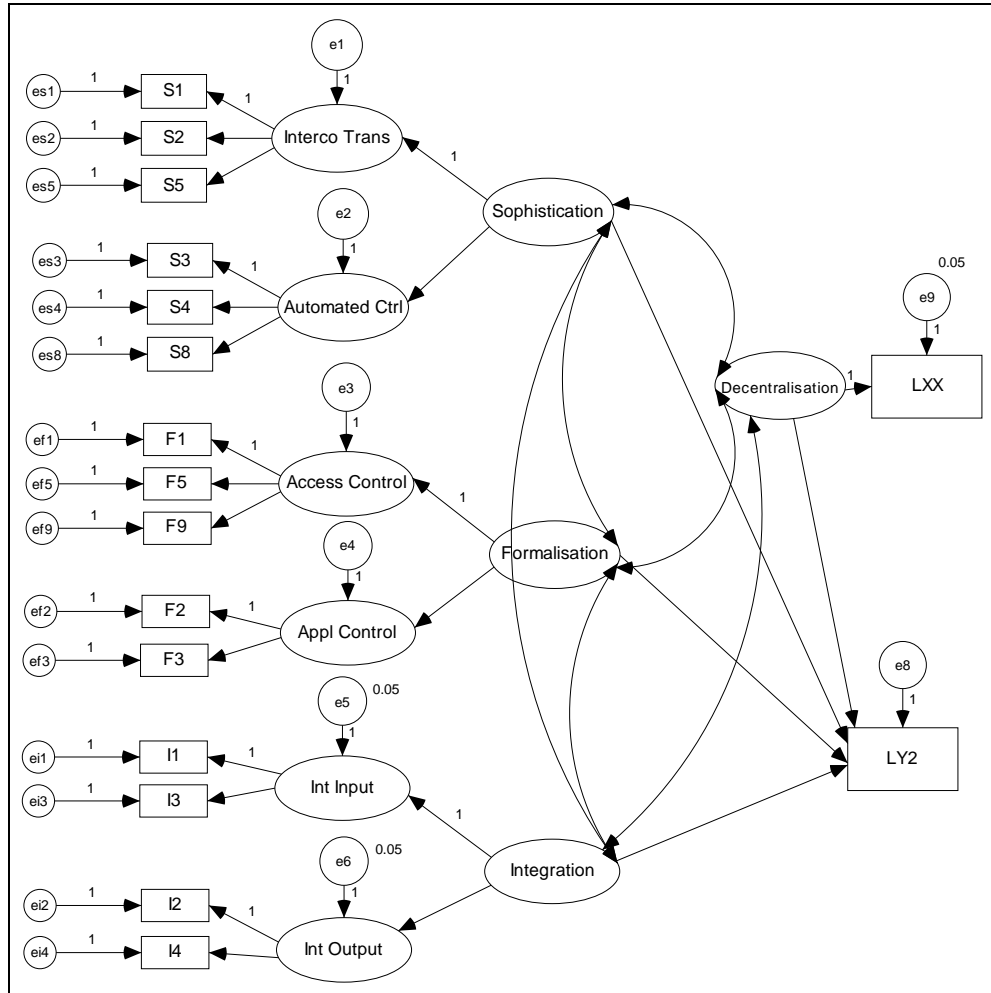 e1
1
es1
1
S1
1
es2
1
S2
Interco Trans
es5
1
S5
1
Sophistication
e2
1
es3
1
S3
1
es4
1
S4
Automated Ctrl
es8
1
S8
0.05
e9
1
Decentralisation
1
LXX
e3
1
ef1
1
F1
1
ef5
1
F5
Access Control
ef9
1
F9
1
Formalisation
e4
1
ef2
1
F2
1
ef3
1
F3
Appl Control
e8
1
LY2
e5
0.05
1
ei1
1
I1
1
ei3
1
I3
Int Input
1
Integration
e6
0.05
1
ei2
1
I2
1
ei4
1
I4
Int Output